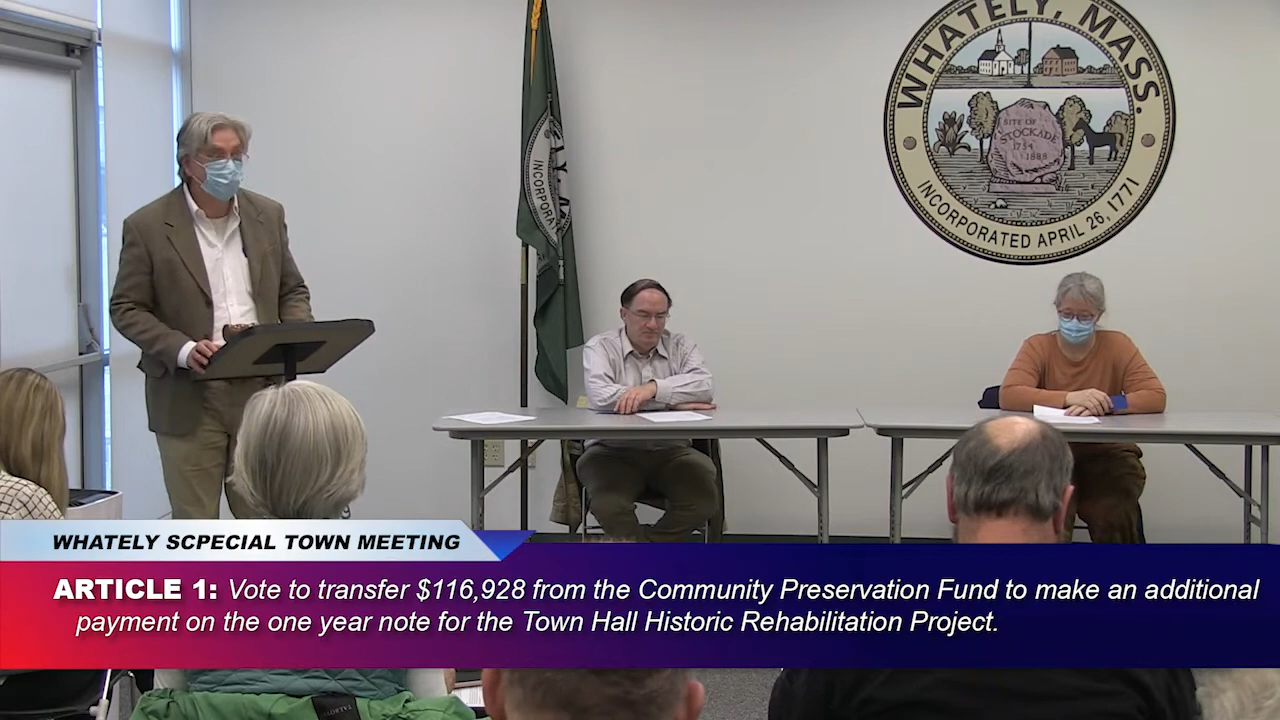 WHATELY, MASS.
SITE OF
STOCKADE
1754
1888
INCORPORATED APRIL 26, 1771
WHATELY SCPECIAL TOWN MEETING
ARTICLE 1: Vote to transfer $116,928 from the Community Preservation Fund to make an additional
payment on the one year note for the Town Hall Historic Rehabilitation Project.